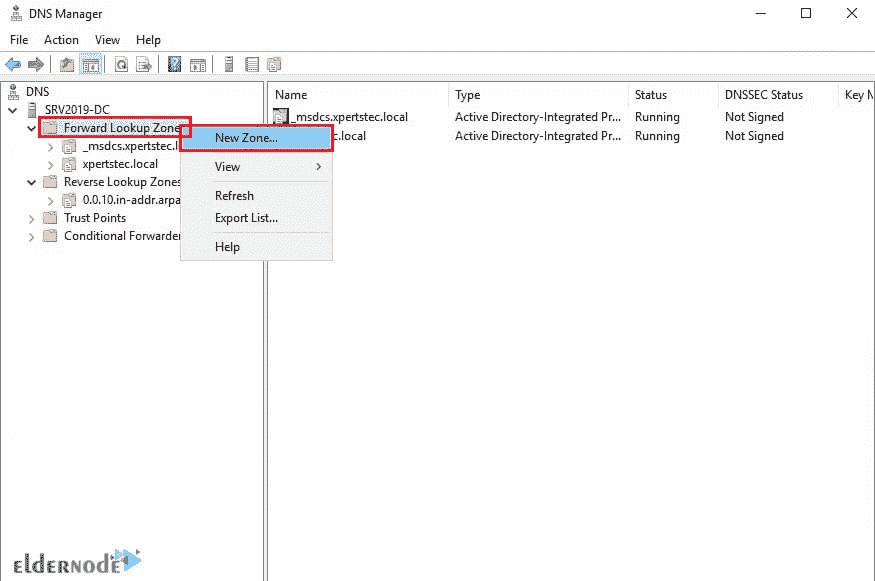 DNS Manager
File Action View Help
DNS
SRV2019-DC
Forward Lookup Zone
_msdcs.xpertstec.l
xpertstec.local
Reverse Lookup Zones
0.0.10.in-addr.arpa
Trust Points
Conditional Forwarder
New Zone...
View
Refresh
Export List...
Help
Name Type Status DNSSEC Status Key M
_msdcs.xpertstec.local Active Directory-Integrated Pr... Running Not Signed
c.local Active Directory-Integrated Pr... Running Not Signed
eldernode